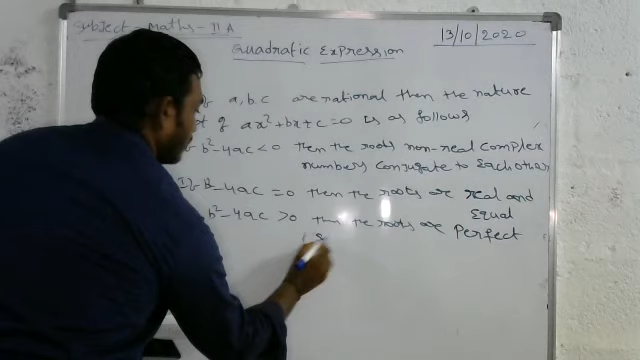 Subject - Maths - II A
13/10/2020
Quadratic Expression
a, b, c are rational then the nature
of ax²+bx+c=0 is as follows
b²-4ac<0 then the roots non-real complex
numbers conjugate to each other
If b²-4ac=0 then the roots are real and
Equal
b²-4ac>0 the roots are Perfect